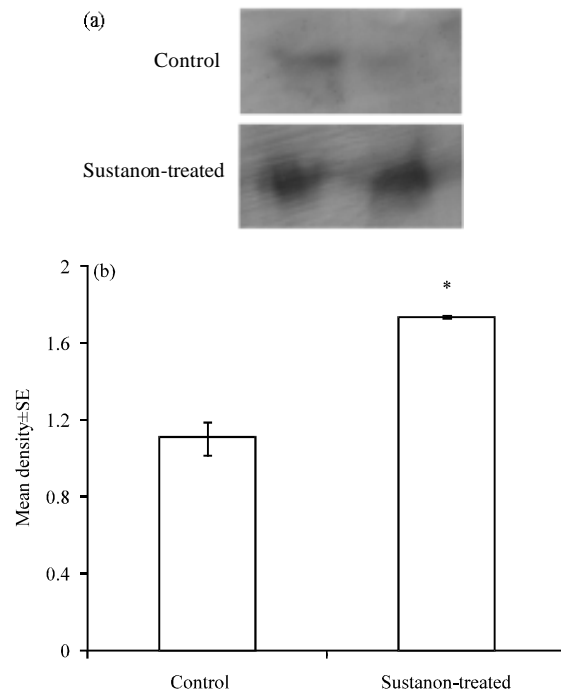 (a)
Control
Sustanon-treated
(b)
2
1.6
1.2
0.8
0.4
0
Mean density±SE
*
Control
Sustanon-treated